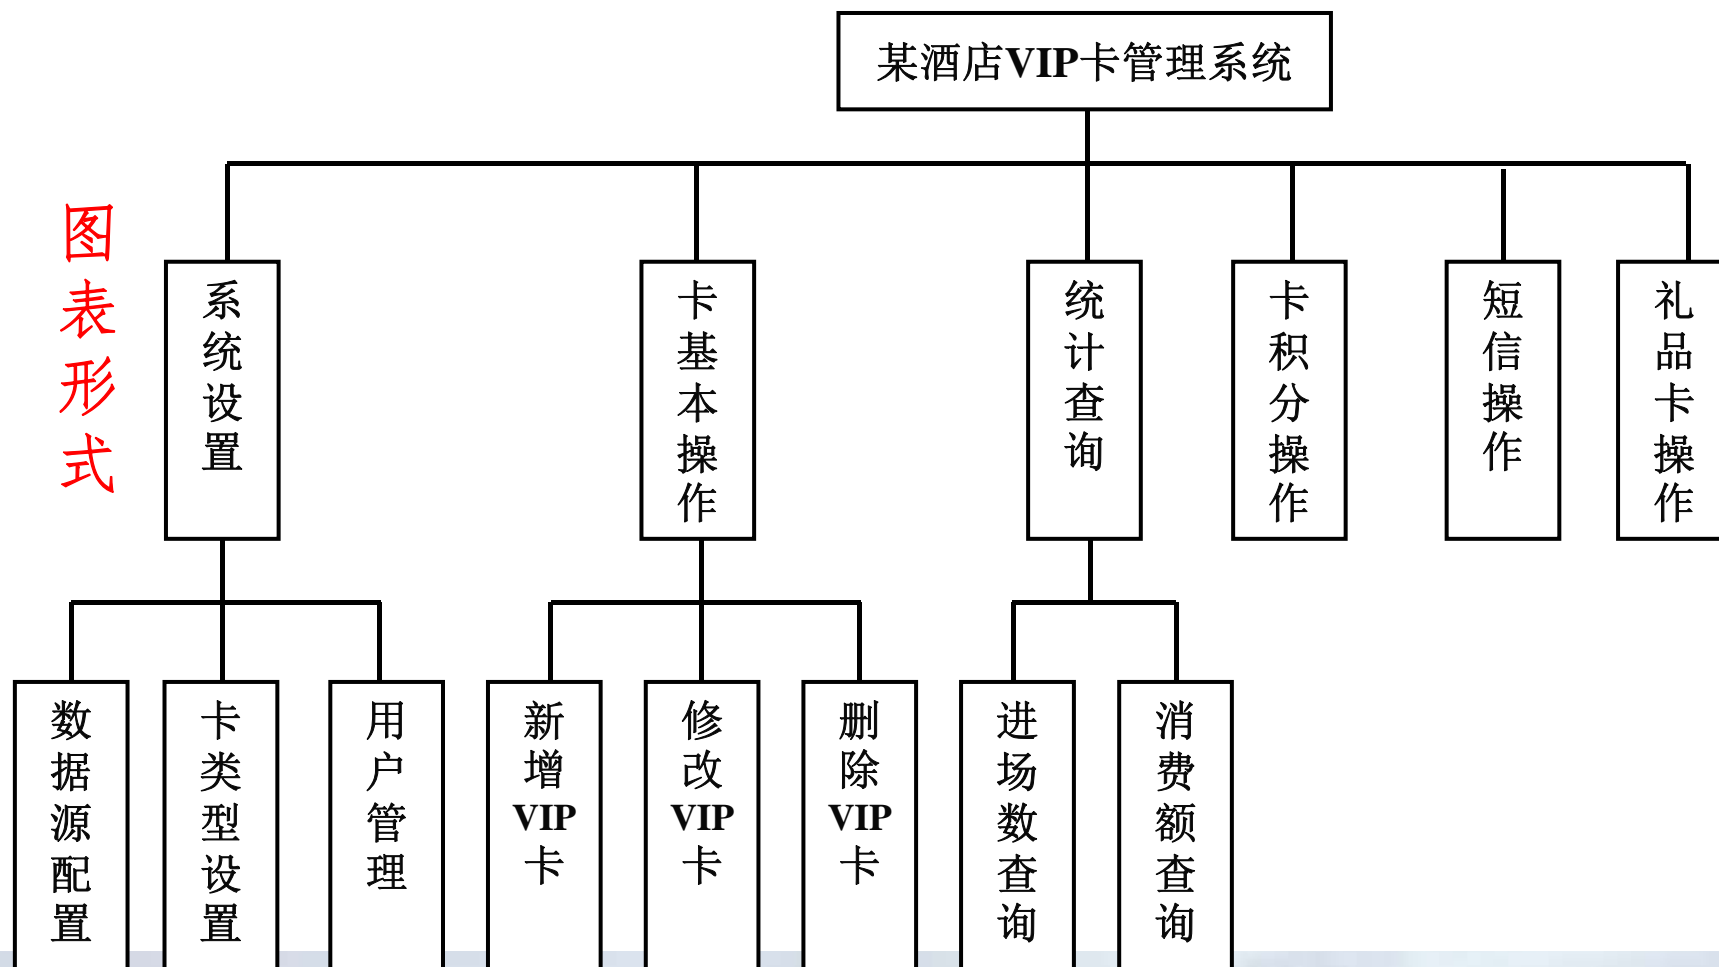 某酒店VIP卡管理系统
图表形式
系统设置
卡基本操作
统计查询
卡积分操作
短信操作
礼品卡操作
数据源配置
卡类型设置
用户管理
新增VIP卡
修改VIP卡
删除VIP卡
进场数查询
消费额查询